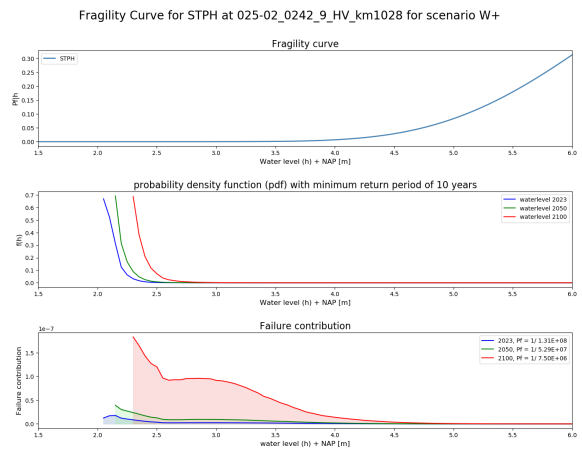 Fragility Curve for STPH at 025-02_0242_9_HV_km1028 for scenario W+
Fragility curve
STPH
Pf|h
0.30
0.25
0.20
0.15
0.10
0.05
0.00
1.5 2.0 2.5 3.0 3.5 4.0 4.5 5.0 5.5 6.0
Water level (h) + NAP [m]
probability density function (pdf) with minimum return period of 10 years
waterlevel 2023
waterlevel 2050
waterlevel 2100
f(h)
0.7
0.6
0.5
0.4
0.3
0.2
0.1
0.0
1.5 2.0 2.5 3.0 3.5 4.0 4.5 5.0 5.5 6.0
Water level (h) + NAP [m]
Failure contribution
1e-7
2023, Pf = 1/ 1.31E+08
2050, Pf = 1/ 5.29E+07
2100, Pf = 1/ 7.50E+06
Failure contribution
1.5
1.0
0.5
0.0
1.5 2.0 2.5 3.0 3.5 4.0 4.5 5.0 5.5 6.0
water level (h) + NAP [m]